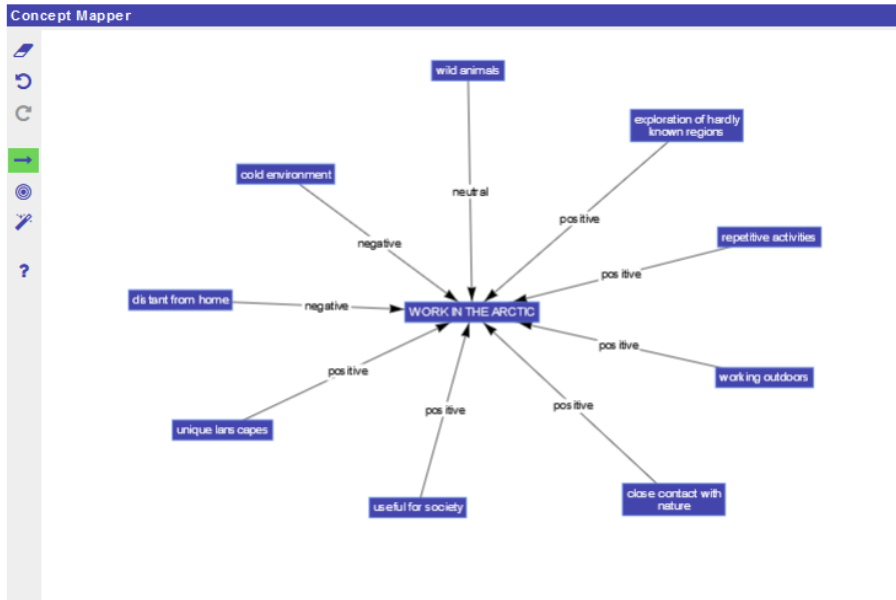 Concept Mapper
wild animals
exploration of hardly
known regions
cold environment
neutral
positive
negative
repetitive activities
positive
distant from home
negative
WORK IN THE ARCTIC
positive
working outdoors
positive
unique lans capes
positive
positive
close contact with
nature
useful for society
?